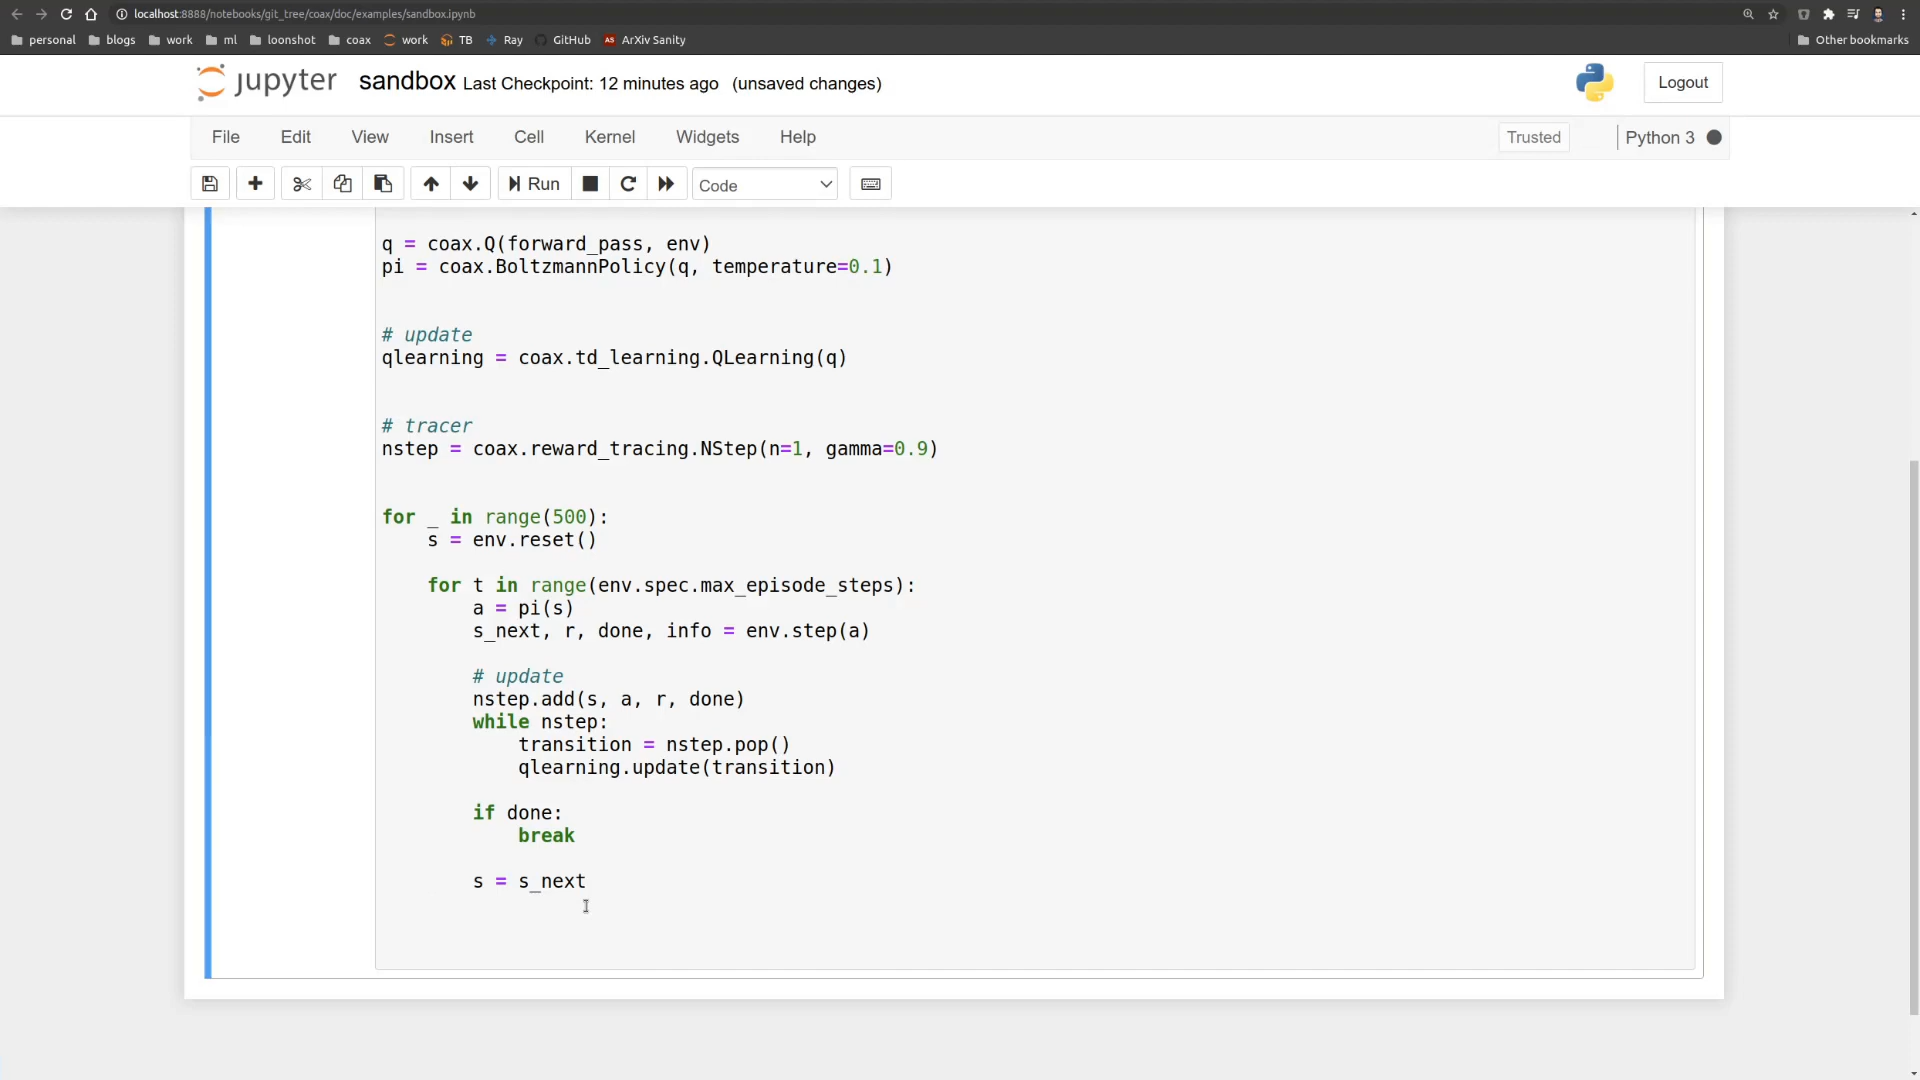 localhost:8888/notebooks/git_tree/coax/doc/examples/sandbox.ipynb
personal blogs work ml loonshot coax work TB Ray GitHub AS ArXiv Sanity Other bookmarks
jupyter sandbox Last Checkpoint: 12 minutes ago (unsaved changes) Logout
File Edit View Insert Cell Kernel Widgets Help Trusted Python 3
Run Code
q = coax.Q(forward_pass, env)
pi = coax.BoltzmannPolicy(q, temperature=0.1)
# update
qlearning = coax.td_learning.QLearning(q)
# tracer
nstep = coax.reward_tracing.NStep(n=1, gamma=0.9)
for _ in range(500):
    s = env.reset()
    for t in range(env.spec.max_episode_steps):
        a = pi(s)
        s_next, r, done, info = env.step(a)
        # update
        nstep.add(s, a, r, done)
        while nstep:
            transition = nstep.pop()
            qlearning.update(transition)
        if done:
            break
        s = s_next